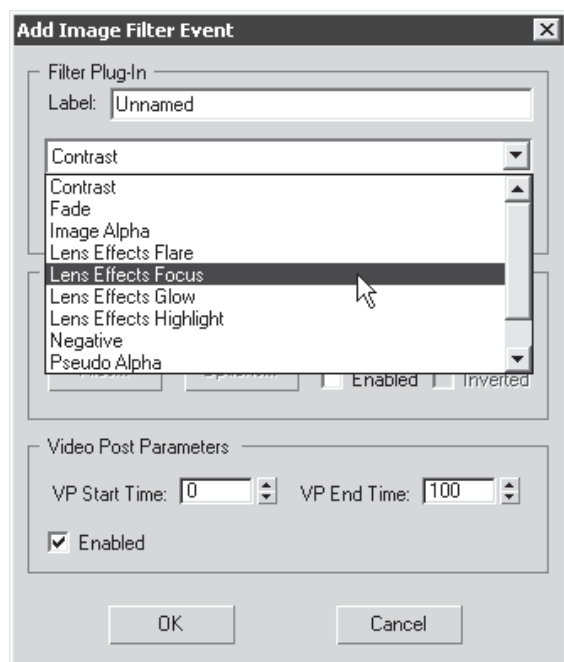 Add Image Filter Event
Filter Plug-In
Label: Unnamed
Contrast
Contrast
Fade
Image Alpha
Lens Effects Flare
Lens Effects Focus
Lens Effects Glow
Lens Effects Highlight
Negative
Pseudo Alpha
Enabled Inverted
Video Post Parameters
VP Start Time: 0 VP End Time: 100
Enabled
OK Cancel